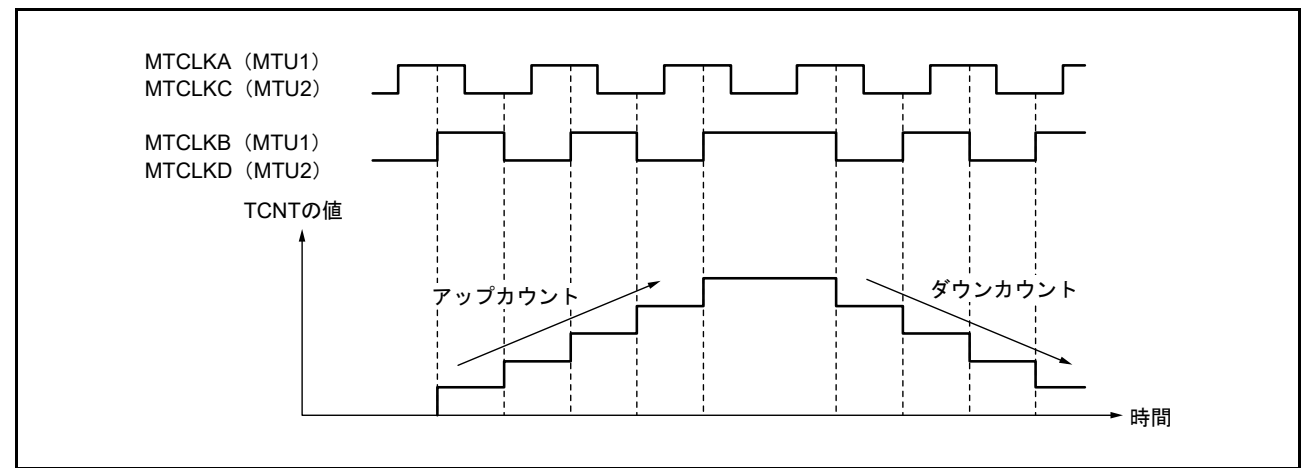 MTCLKA（MTU1）
MTCLKC（MTU2）
MTCLKB（MTU1）
MTCLKD（MTU2）
TCNTの値
アップカウント
ダウンカウント
時間